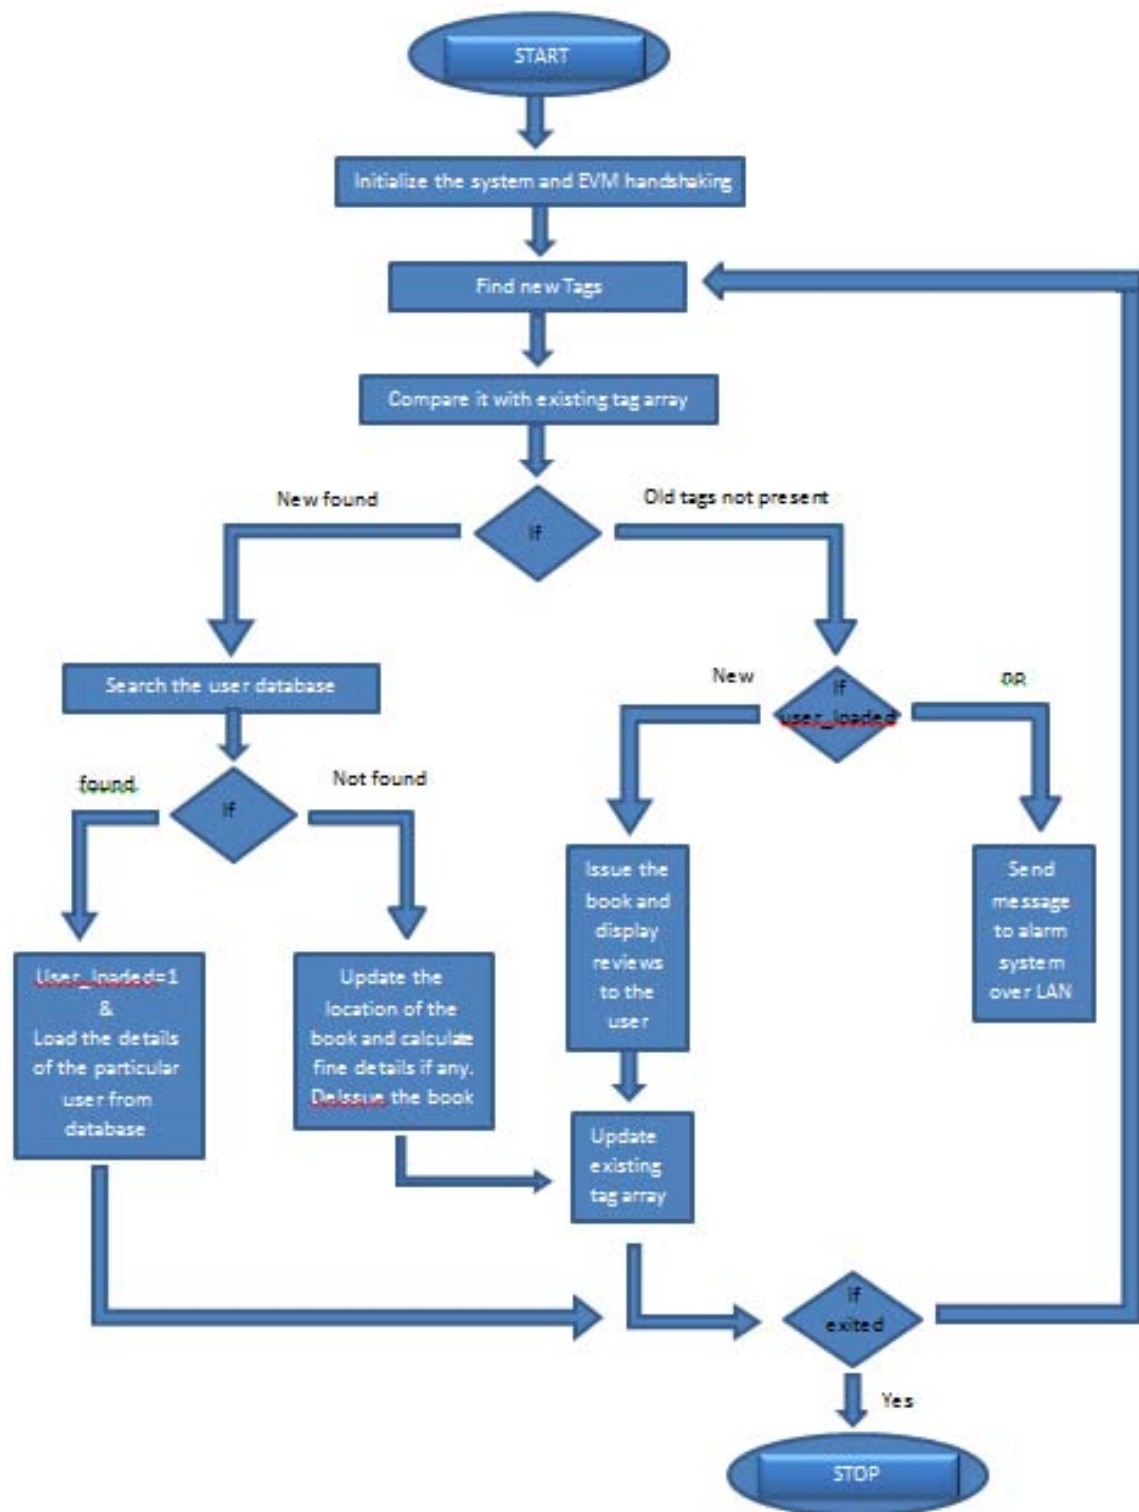 START
Initialize the system and EVM handshaking
Find new Tags
Compare it with existing tag array
New found
Old tags not present
If
Search the user database
New
If
user_loaded
found
Not found
If
Issue the
book and
display
reviews
to the
user
Send
message
to alarm
system
over LAN
User_loaded=1
&
Load the details
of the particular
user from
database
Update the
location of the
book and calculate
fine details if any.
DeIssue the book
Update
existing
tag array
If
exited
Yes
STOP